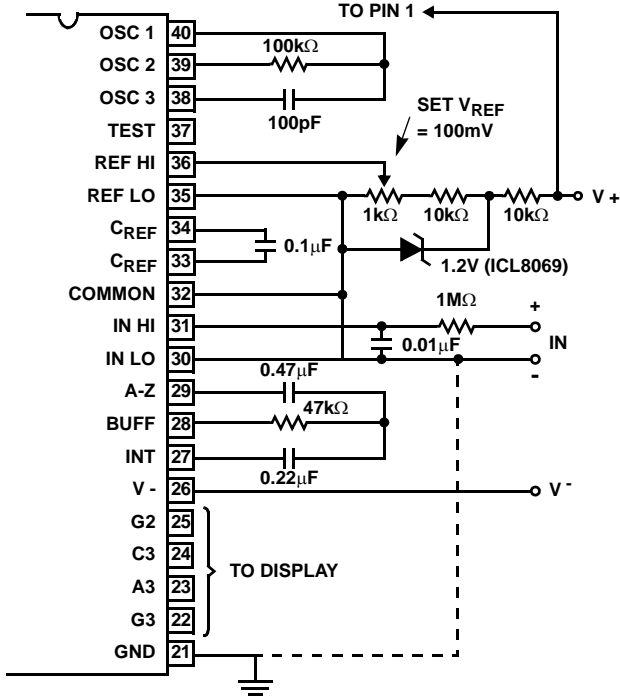 TO PIN 1
OSC 1 40
100kΩ
OSC 2 39
OSC 3 38
100pF
SET VREF
= 100mV
TEST 37
REF HI 36
REF LO 35
1kΩ 10kΩ 10kΩ
V +
CREF 34
0.1µF
CREF 33
1.2V (ICL8069)
COMMON 32
1MΩ
+
IN HI 31
0.01µF
IN
IN LO 30
-
0.47µF
A-Z 29
47kΩ
BUFF 28
INT 27
0.22µF
V - 26
V -
G2 25
C3 24
TO DISPLAY
A3 23
G3 22
GND 21